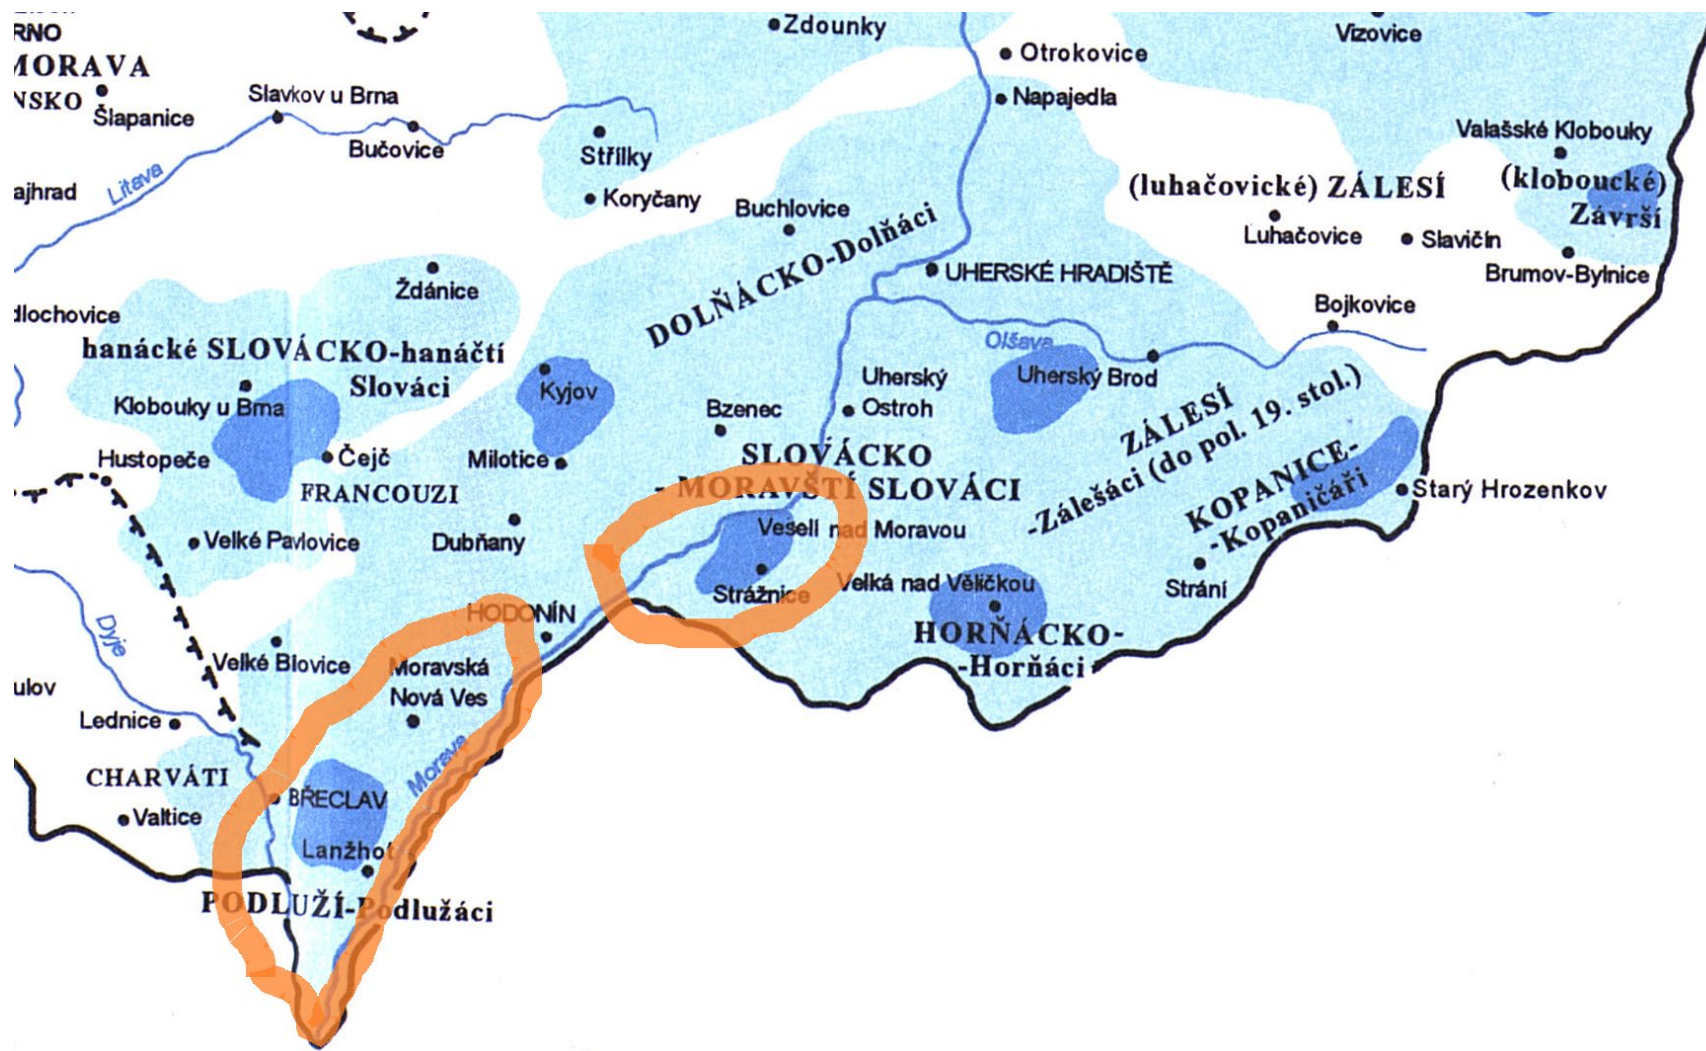 Zdounky
Vizovice
RNO
Otrokovice
MORAVA
Slavkov u Brna
Napajedla
NSKO
Šlapanice
Valašské Klobouky
Bučovice
Střílky
(luhačovické) ZÁLESÍ
(kloboucké)
Litava
ajhrad
Koryčany
Buchlovice
Závrší
Luhačovice
Slavičín
DOLŇÁCKO-Dolňáci
UHERSKÉ HRADIŠTĚ
Brumov-Bylnice
Ždánice
Bojkovice
dlochovice
Olšava
hanácké SLOVÁCKO-hanáčtí
Slováci
Kyjov
Uherský
Ostroh
Uherský Brod
Klobouky u Brna
Bzenec
ZÁLESÍ
-Zálešáci (do pol. 19. stol.)
Hustopeče
Čejč
Milotice
SLOVÁCKO
- MORAVŠTÍ SLOVÁCI
KOPANICE-
-Kopaničáři
Starý Hrozenkov
FRANCOUZI
Veselí nad Moravou
Velké Pavlovice
Dubňany
Strážnice
Velká nad Věličkou
Strání
HODONÍN
HORŇÁCKO-
-Horňáci
Dyje
Velké Bílovice
Moravská
Nová Ves
ulov
Lednice
Morava
CHARVÁTI
BŘECLAV
Valtice
Lanžhot
PODLUŽÍ-Podlužáci